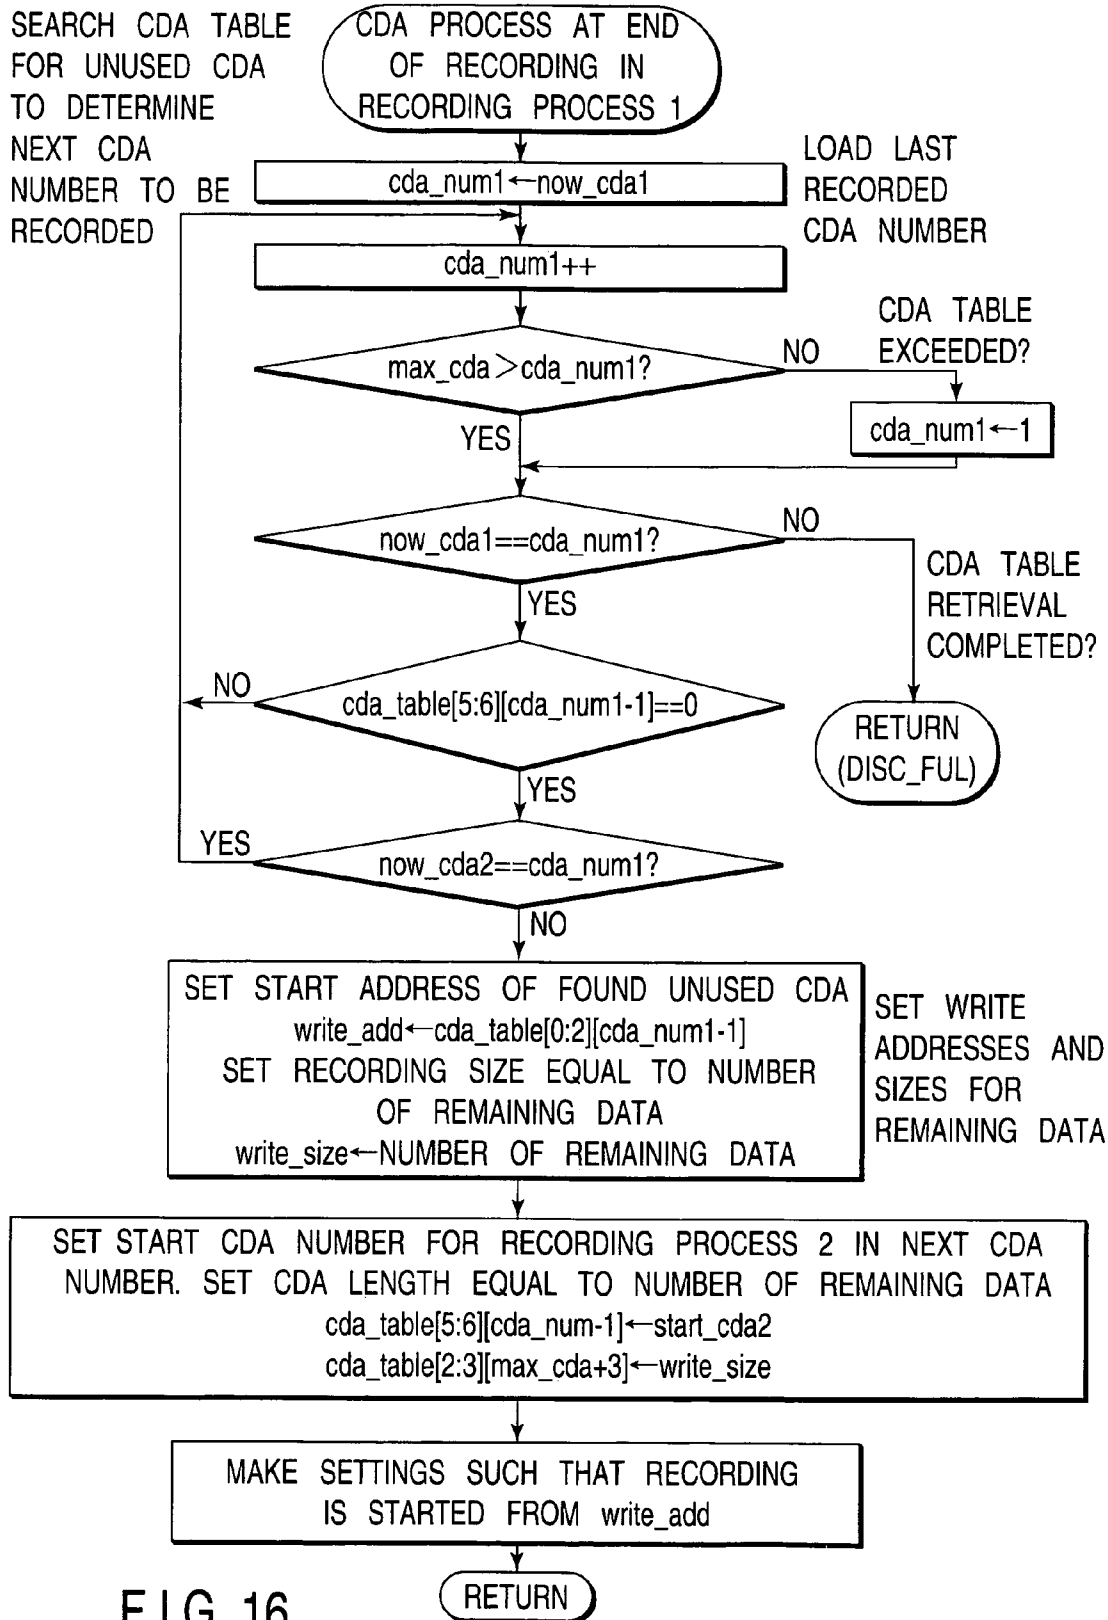 SEARCH CDA TABLE
FOR UNUSED CDA
TO DETERMINE
NEXT CDA
NUMBER TO BE
RECORDED
CDA PROCESS AT END
OF RECORDING IN
RECORDING PROCESS 1
LOAD LAST
RECORDED
CDA NUMBER
cda_num1←now_cda1
cda_num1++
CDA TABLE
EXCEEDED?
max_cda>cda_num1?
NO
cda_num1←1
YES
now_cda1==cda_num1?
NO
CDA TABLE
RETRIEVAL
COMPLETED?
YES
cda_table[5:6][cda_num1-1]==0
NO
RETURN
(DISC_FUL)
YES
now_cda2==cda_num1?
YES
NO
SET START ADDRESS OF FOUND UNUSED CDA
write_add←cda_table[0:2][cda_num1-1]
SET RECORDING SIZE EQUAL TO NUMBER
OF REMAINING DATA
write_size←NUMBER OF REMAINING DATA
SET WRITE
ADDRESSES AND
SIZES FOR
REMAINING DATA
SET START CDA NUMBER FOR RECORDING PROCESS 2 IN NEXT CDA
NUMBER. SET CDA LENGTH EQUAL TO NUMBER OF REMAINING DATA
cda_table[5:6][cda_num-1]←start_cda2
cda_table[2:3][max_cda+3]←write_size
MAKE SETTINGS SUCH THAT RECORDING
IS STARTED FROM write_add
RETURN
FIG. 16